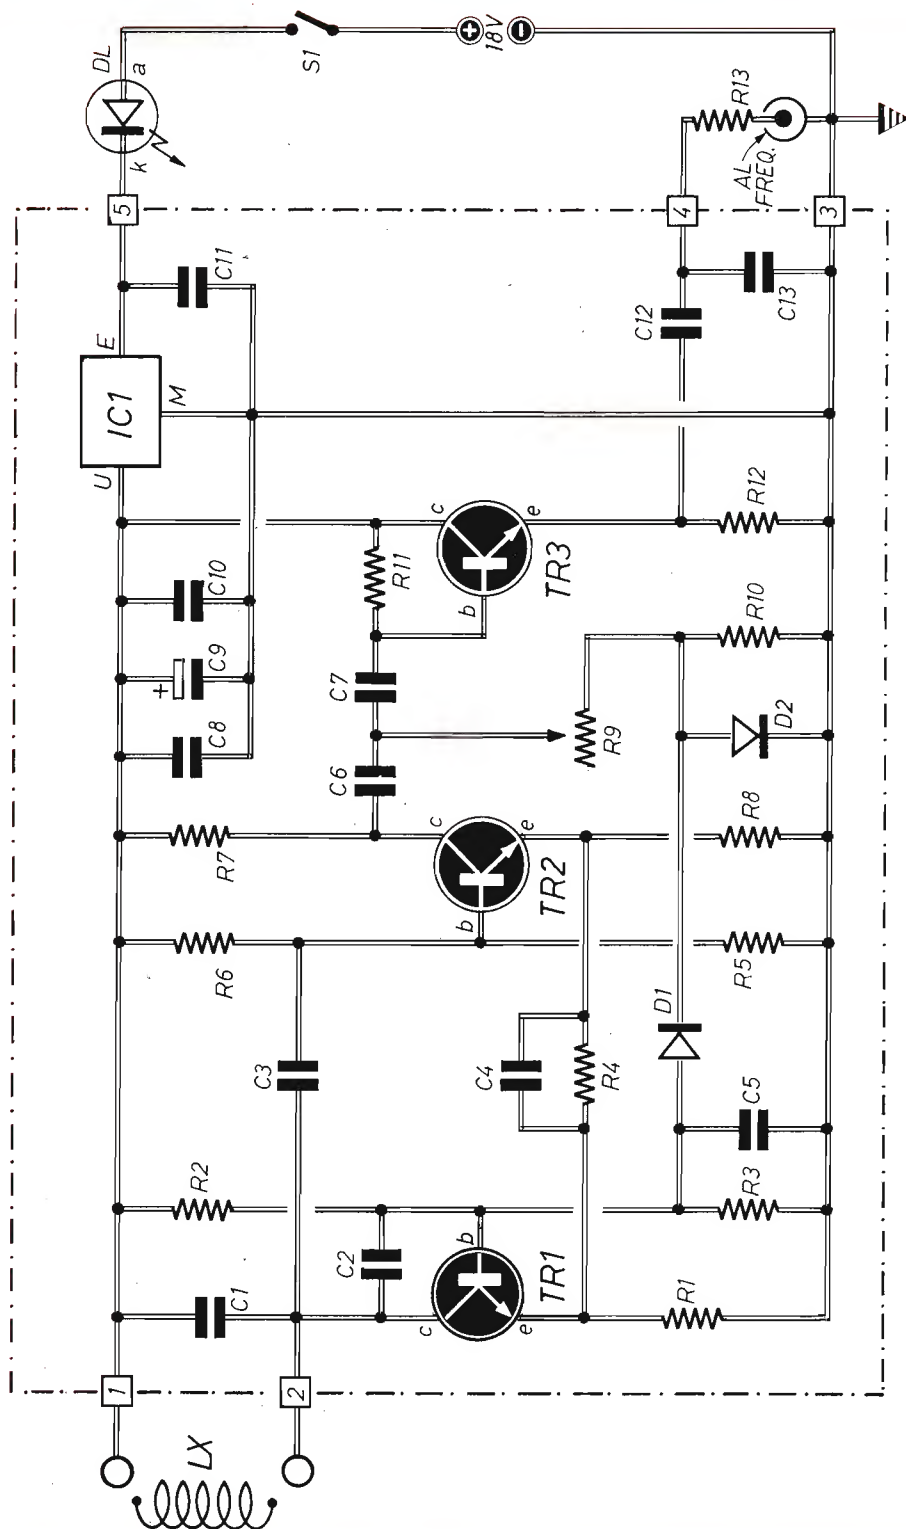 LX
1
2
C1
R2
C2
c
b
e
TR1
R1
R3
C3
C4
R4
C5
D1
R6
R7
b
c
e
TR2
R5
R8
C6
C7
C8
+
C9
C10
R9
D2
R10
R11
b
c
e
TR3
R12
U
IC1
E
M
C11
C12
C13
5
4
3
k
DL
a
S1
+
18V
−
R13
AL
FREQ.